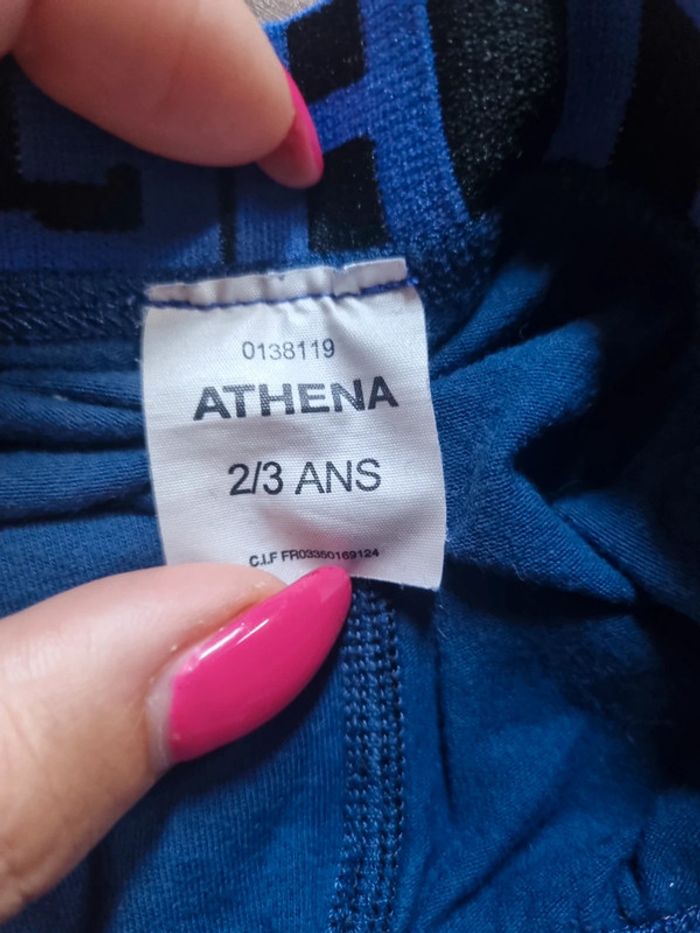 0138119
ATHENA
2/3 ANS
C.I.F FR03350169124